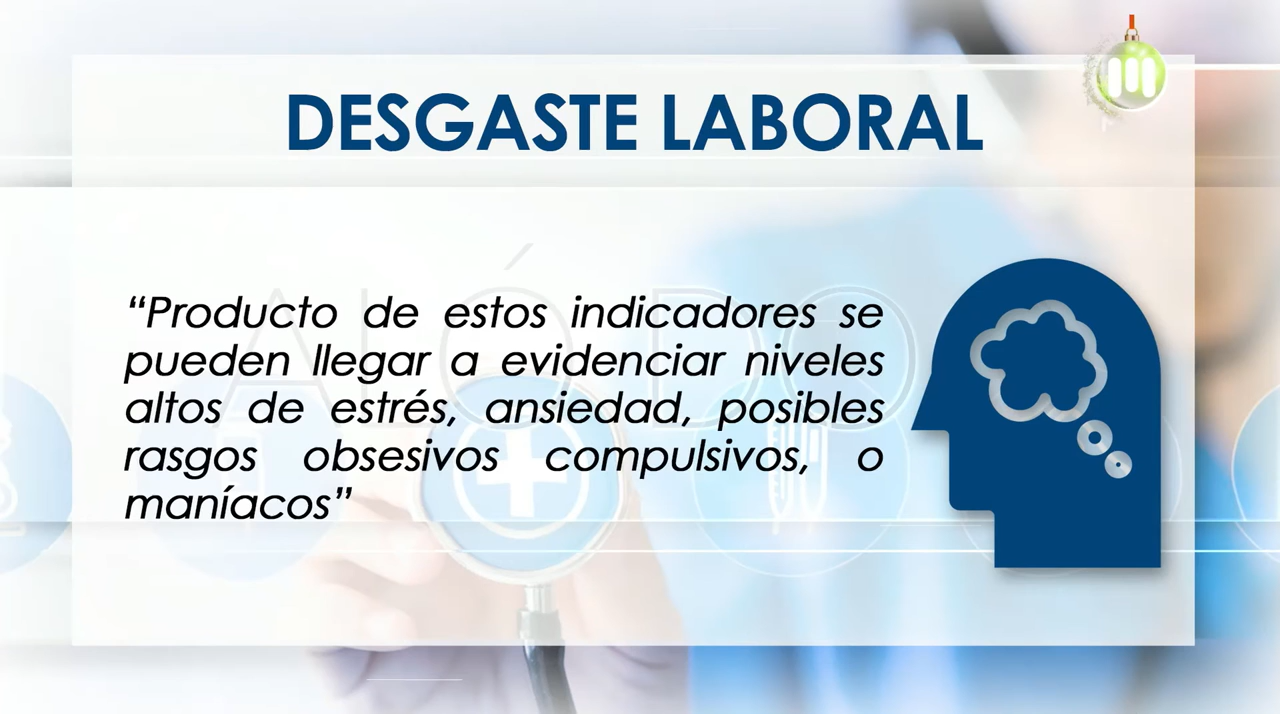 DESGASTE LABORAL
“Producto de estos indicadores se
pueden llegar a evidenciar niveles
altos de estrés, ansiedad, posibles
rasgos obsesivos compulsivos, o
maníacos”